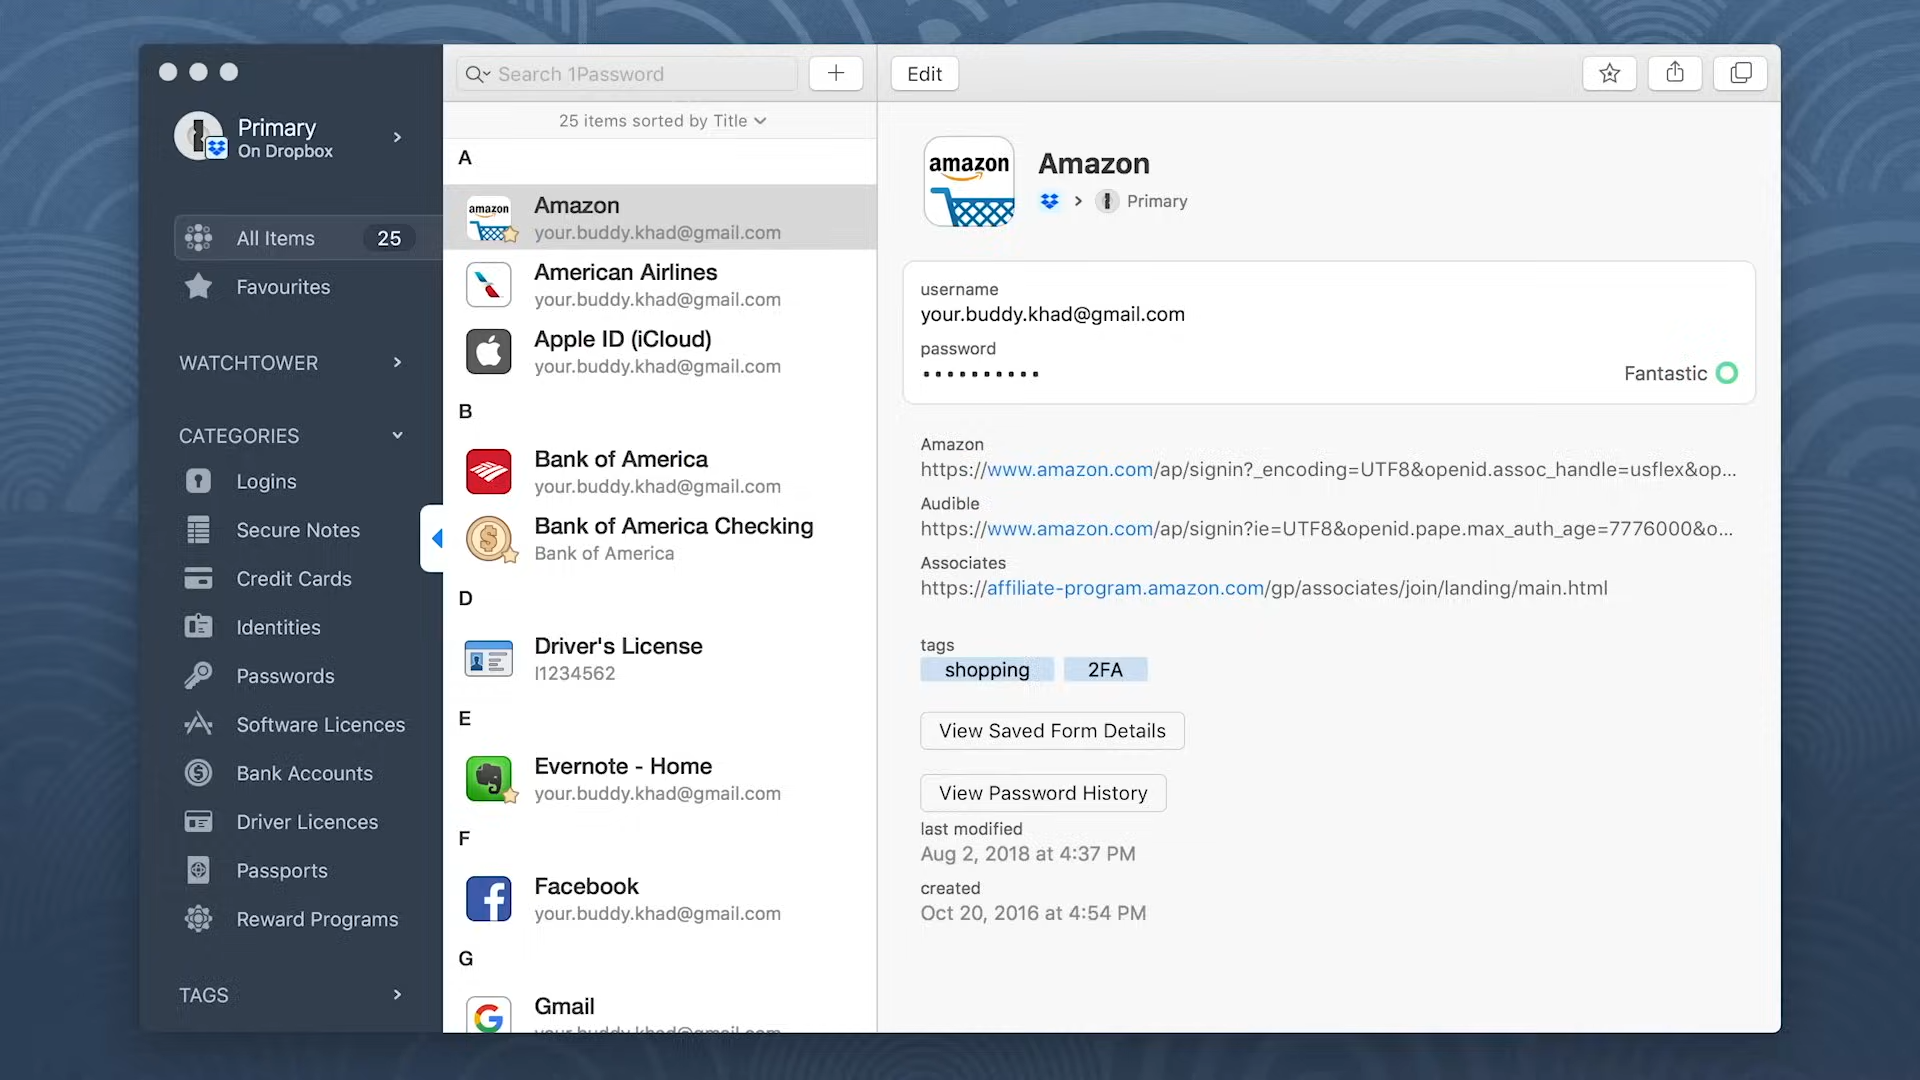 Primary
On Dropbox
All Items 25
Favourites
WATCHTOWER
CATEGORIES
Logins
Secure Notes
Credit Cards
Identities
Passwords
Software Licences
Bank Accounts
Driver Licences
Passports
Reward Programs
TAGS
Search 1Password
25 items sorted by Title
A
amazon
Amazon
your.buddy.khad@gmail.com
American Airlines
your.buddy.khad@gmail.com
Apple ID (iCloud)
your.buddy.khad@gmail.com
B
Bank of America
your.buddy.khad@gmail.com
Bank of America Checking
Bank of America
D
Driver's License
I1234562
E
Evernote - Home
your.buddy.khad@gmail.com
F
Facebook
your.buddy.khad@gmail.com
G
Gmail
your.buddy.khad@gmail.com
Edit
amazon
Amazon
Primary
username
your.buddy.khad@gmail.com
password
••••••••••
Fantastic
Amazon
https://www.amazon.com/ap/signin?_encoding=UTF8&openid.assoc_handle=usflex&op...
Audible
https://www.amazon.com/ap/signin?ie=UTF8&openid.pape.max_auth_age=7776000&o...
Associates
https://affiliate-program.amazon.com/gp/associates/join/landing/main.html
tags
shopping 2FA
View Saved Form Details
View Password History
last modified
Aug 2, 2018 at 4:37 PM
created
Oct 20, 2016 at 4:54 PM